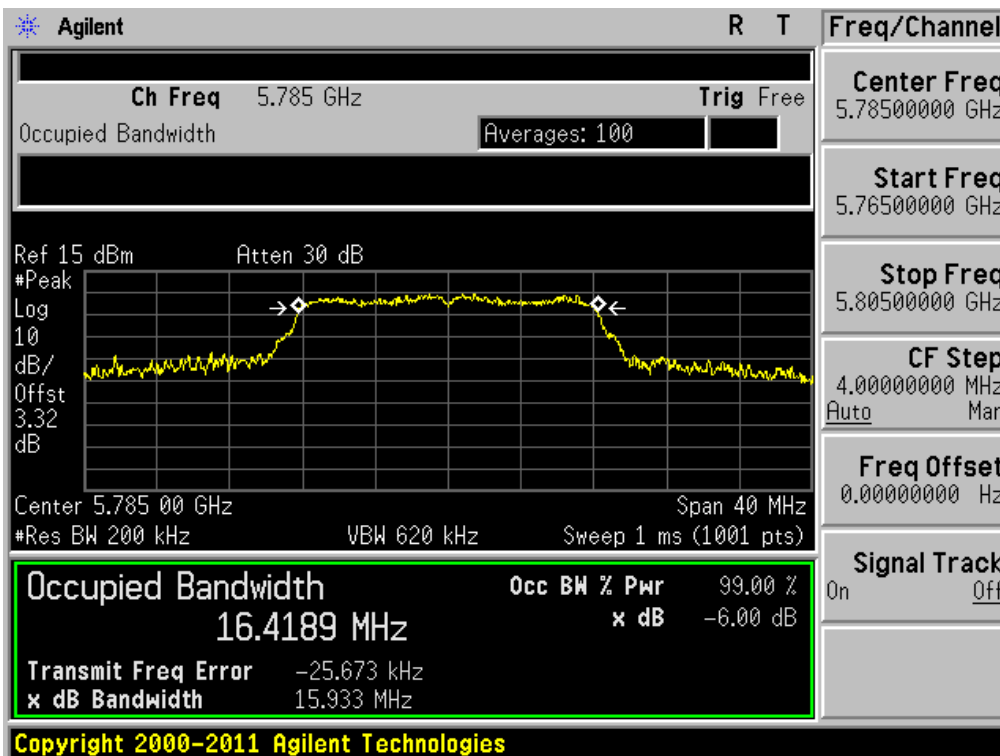 Agilent R T
Freq/Channel
Ch Freq 5.785 GHz Trig Free
Occupied Bandwidth Averages: 100
Center Freq
5.78500000 GHz
Start Freq
5.76500000 GHz
Stop Freq
5.80500000 GHz
CF Step
4.00000000 MHz
Auto Man
Freq Offset
0.00000000 Hz
Signal Track
On Off
Ref 15 dBm Atten 30 dB
#Peak
Log
10
dB/
Offst
3.32
dB
Center 5.785 00 GHz Span 40 MHz
#Res BW 200 kHz VBW 620 kHz Sweep 1 ms (1001 pts)
Occupied Bandwidth Occ BW % Pwr 99.00 %
16.4189 MHz x dB -6.00 dB
Transmit Freq Error -25.673 kHz
x dB Bandwidth 15.933 MHz
Copyright 2000-2011 Agilent Technologies